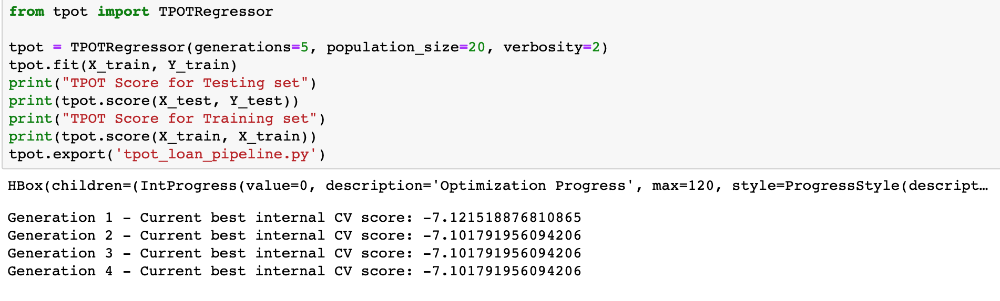 from tpot import TPOTRegressor
tpot = TPOTRegressor(generations=5, population_size=20, verbosity=2)
tpot.fit(X_train, Y_train)
print("TPOT Score for Testing set")
print(tpot.score(X_test, Y_test))
print("TPOT Score for Training set")
print(tpot.score(X_train, X_train))
tpot.export('tpot_loan_pipeline.py')
HBox(children=(IntProgress(value=0, description='Optimization Progress', max=120, style=ProgressStyle(descript…
Generation 1 - Current best internal CV score: -7.121518876810865
Generation 2 - Current best internal CV score: -7.101791956094206
Generation 3 - Current best internal CV score: -7.101791956094206
Generation 4 - Current best internal CV score: -7.101791956094206